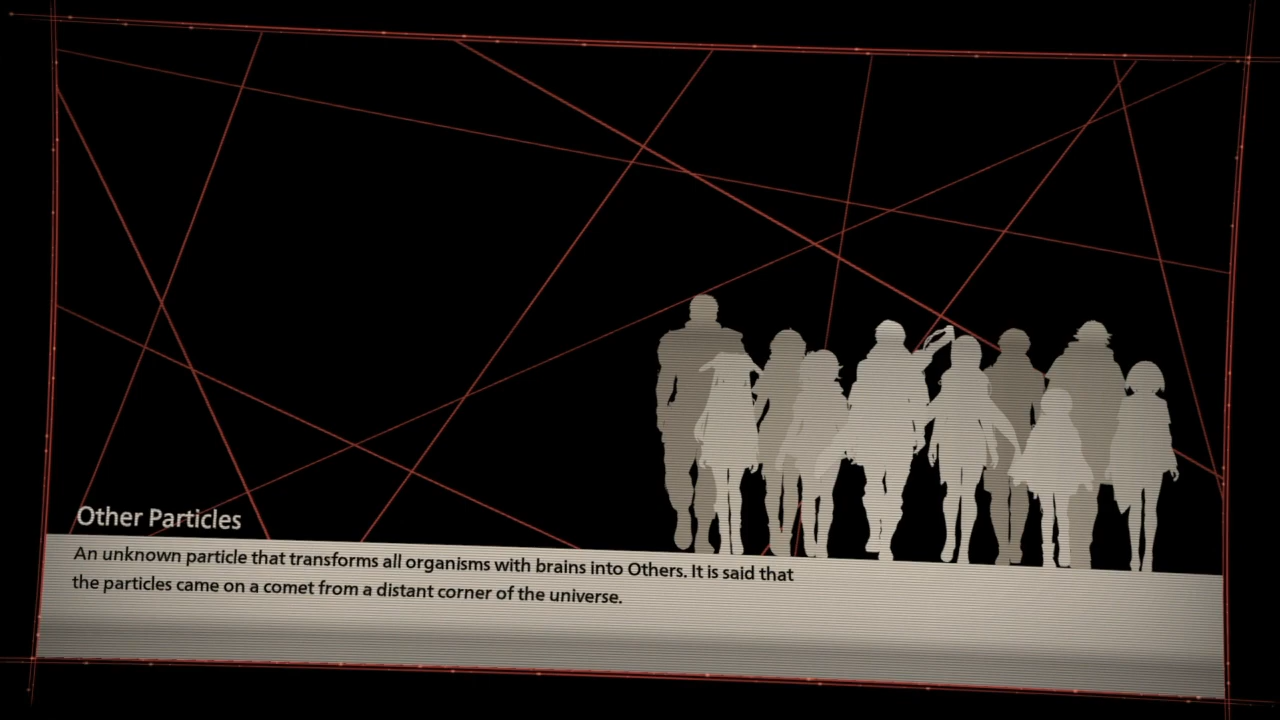 Other Particles
An unknown particle that transforms all organisms with brains into Others. It is said that
the particles came on a comet from a distant corner of the universe.